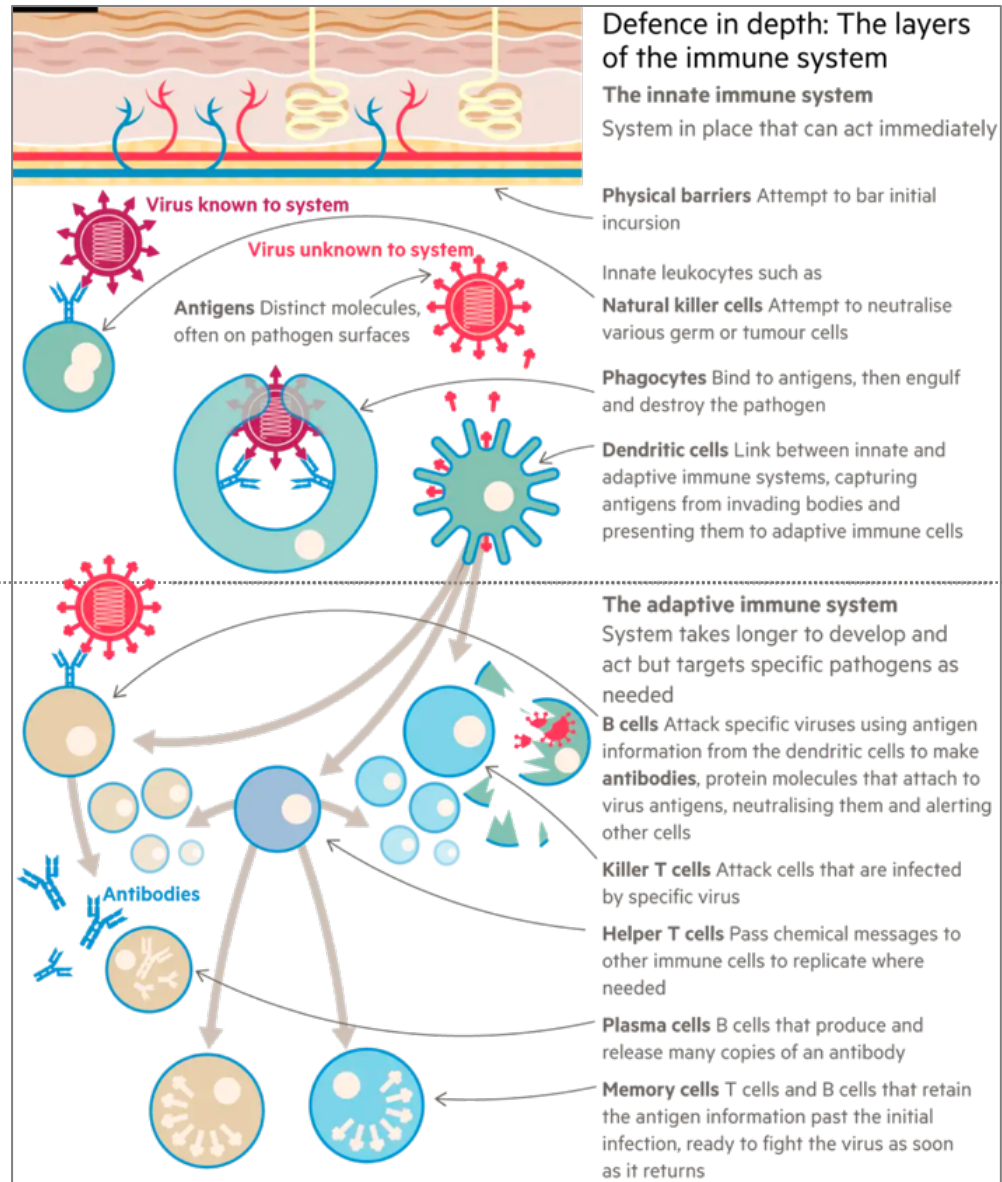 Defence in depth: The layers
of the immune system
The innate immune system
System in place that can act immediately
Physical barriers Attempt to bar initial
incursion
Virus known to system
Virus unknown to system
Antigens Distinct molecules,
often on pathogen surfaces
Innate leukocytes such as
Natural killer cells Attempt to neutralise
various germ or tumour cells
Phagocytes Bind to antigens, then engulf
and destroy the pathogen
Dendritic cells Link between innate and
adaptive immune systems, capturing
antigens from invading bodies and
presenting them to adaptive immune cells
The adaptive immune system
System takes longer to develop and
act but targets specific pathogens as
needed
B cells Attack specific viruses using antigen
information from the dendritic cells to make
antibodies, protein molecules that attach to
virus antigens, neutralising them and alerting
other cells
Killer T cells Attack cells that are infected
by specific virus
Antibodies
Helper T cells Pass chemical messages to
other immune cells to replicate where
needed
Plasma cells B cells that produce and
release many copies of an antibody
Memory cells T cells and B cells that retain
the antigen information past the initial
infection, ready to fight the virus as soon
as it returns